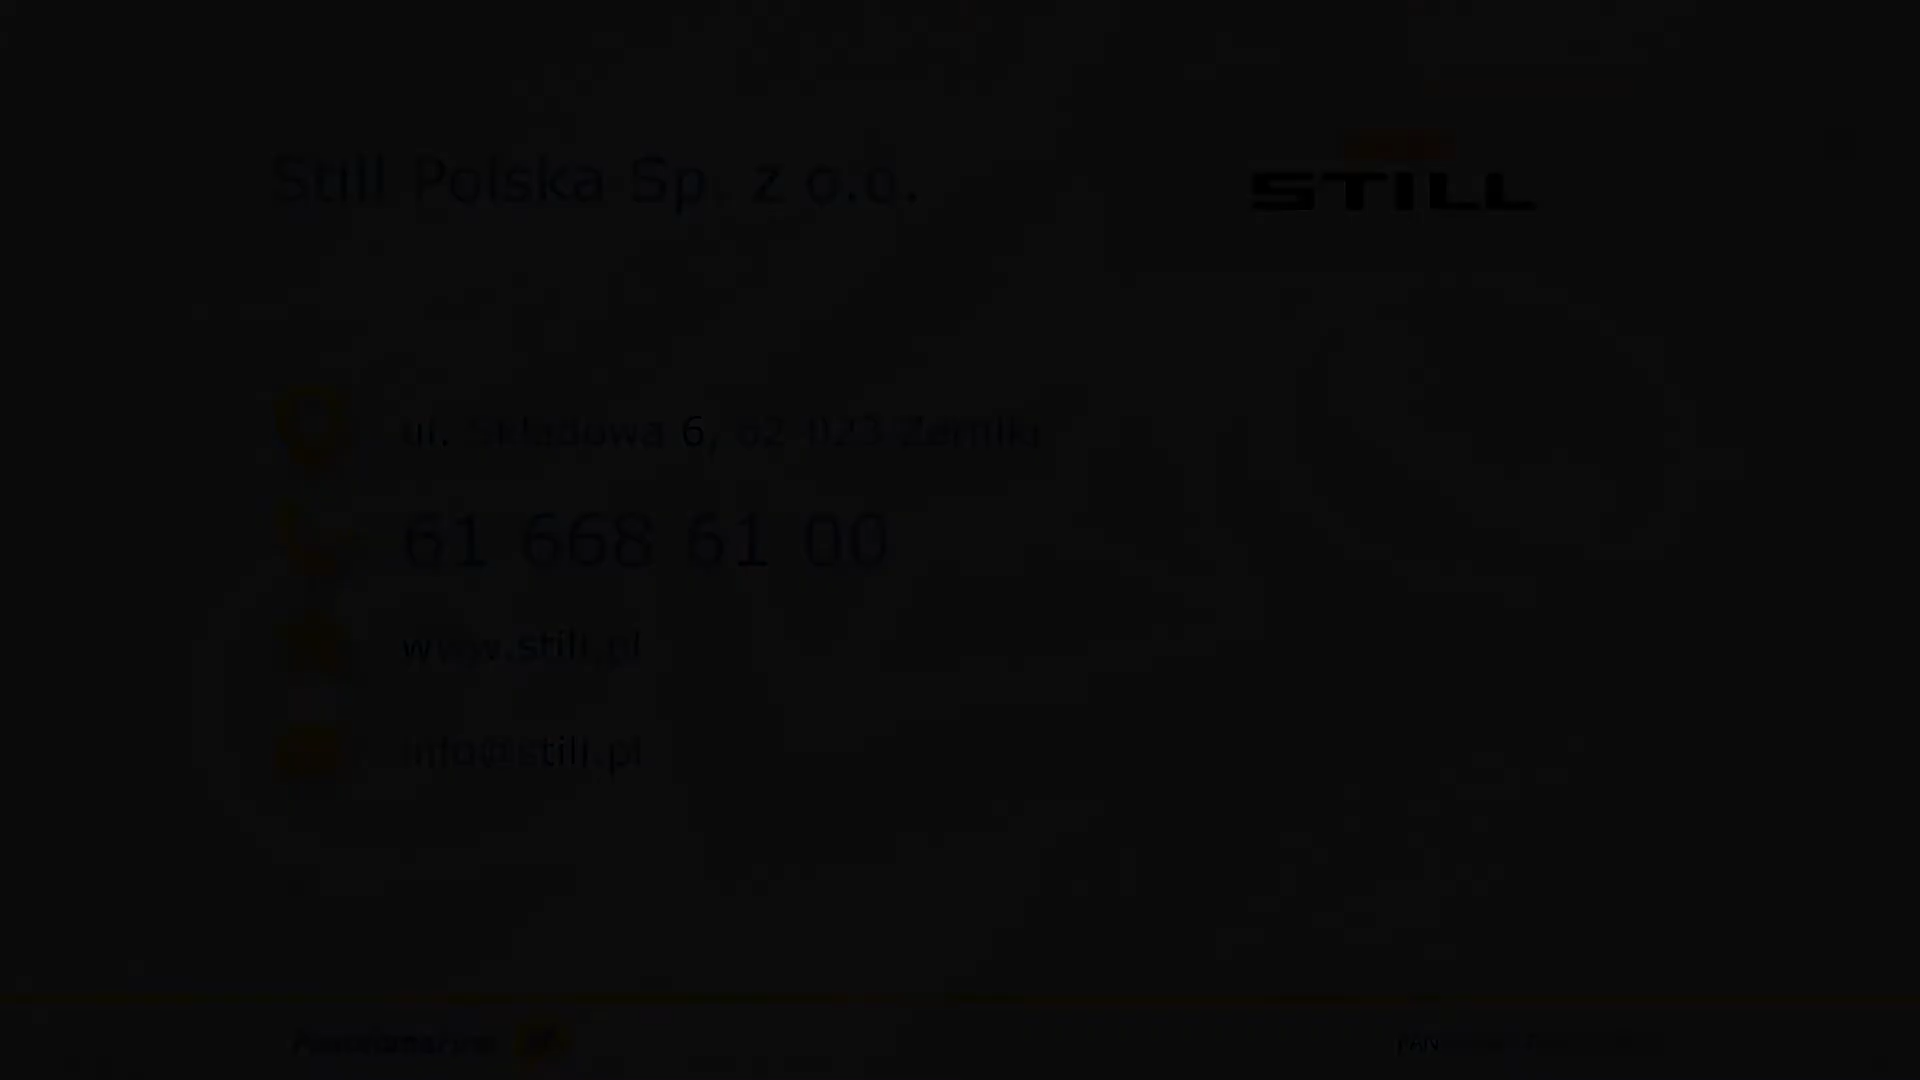 Still Polska Sp. z o.o.
STILL
ul. Składowa 6, 62-023 Żerniki
61 668 61 00
www.still.pl
info@still.pl